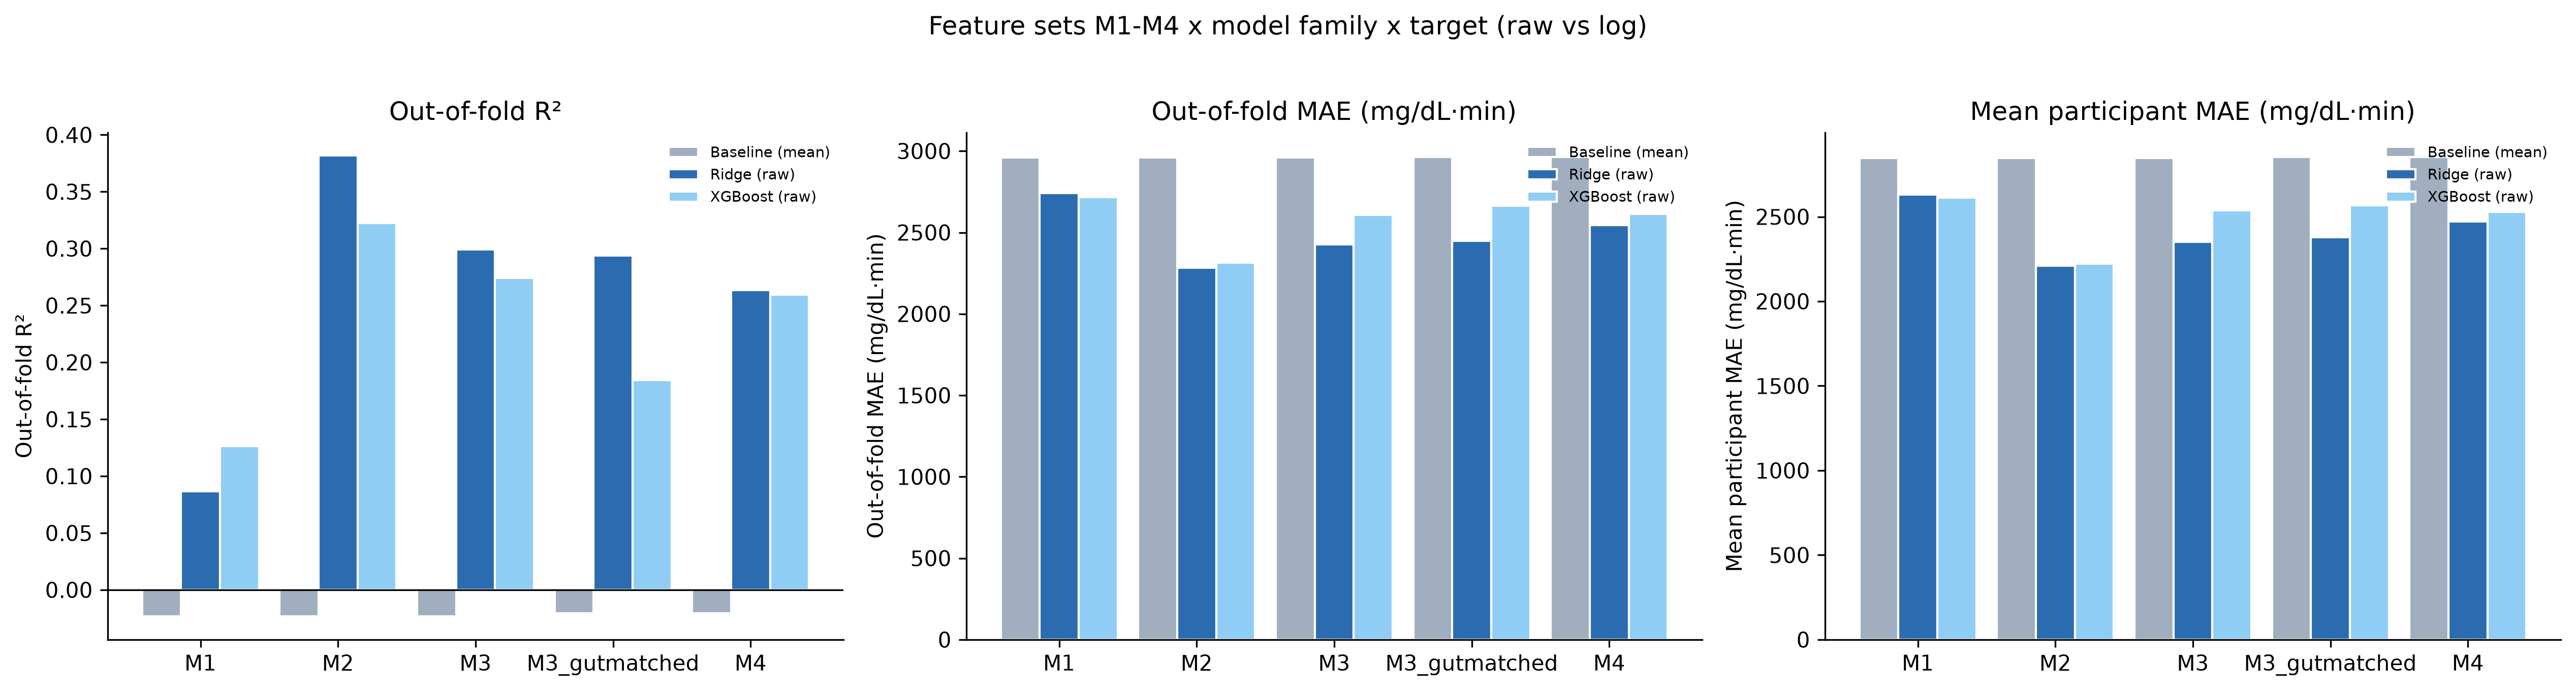 Feature sets M1-M4 x model family x target (raw vs log)
Out-of-fold R²
Out-of-fold R²
0.40
0.35
0.30
0.25
0.20
0.15
0.10
0.05
0.00
Baseline (mean)
Ridge (raw)
XGBoost (raw)
M1 M2 M3 M3_gutmatched M4
Out-of-fold MAE (mg/dL·min)
Out-of-fold MAE (mg/dL·min)
3000
2500
2000
1500
1000
500
0
Baseline (mean)
Ridge (raw)
XGBoost (raw)
M1 M2 M3 M3_gutmatched M4
Mean participant MAE (mg/dL·min)
Mean participant MAE (mg/dL·min)
2500
2000
1500
1000
500
0
Baseline (mean)
Ridge (raw)
XGBoost (raw)
M1 M2 M3 M3_gutmatched M4